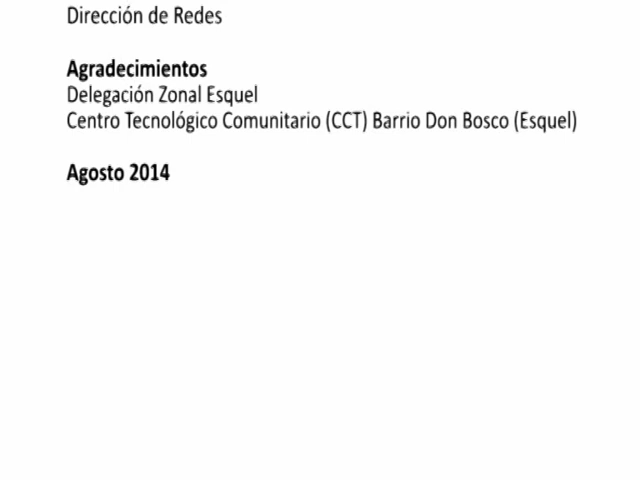 Dirección de Redes
Agradecimientos
Delegación Zonal Esquel
Centro Tecnológico Comunitario (CCT) Barrio Don Bosco (Esquel)
Agosto 2014